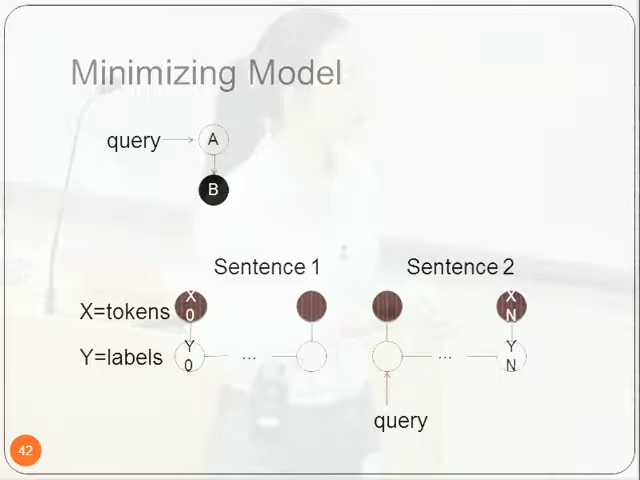 Minimizing Model
query
A
B
Sentence 1
Sentence 2
X=tokens
X
0
X
N
Y=labels
Y
0
...
...
Y
N
query
42